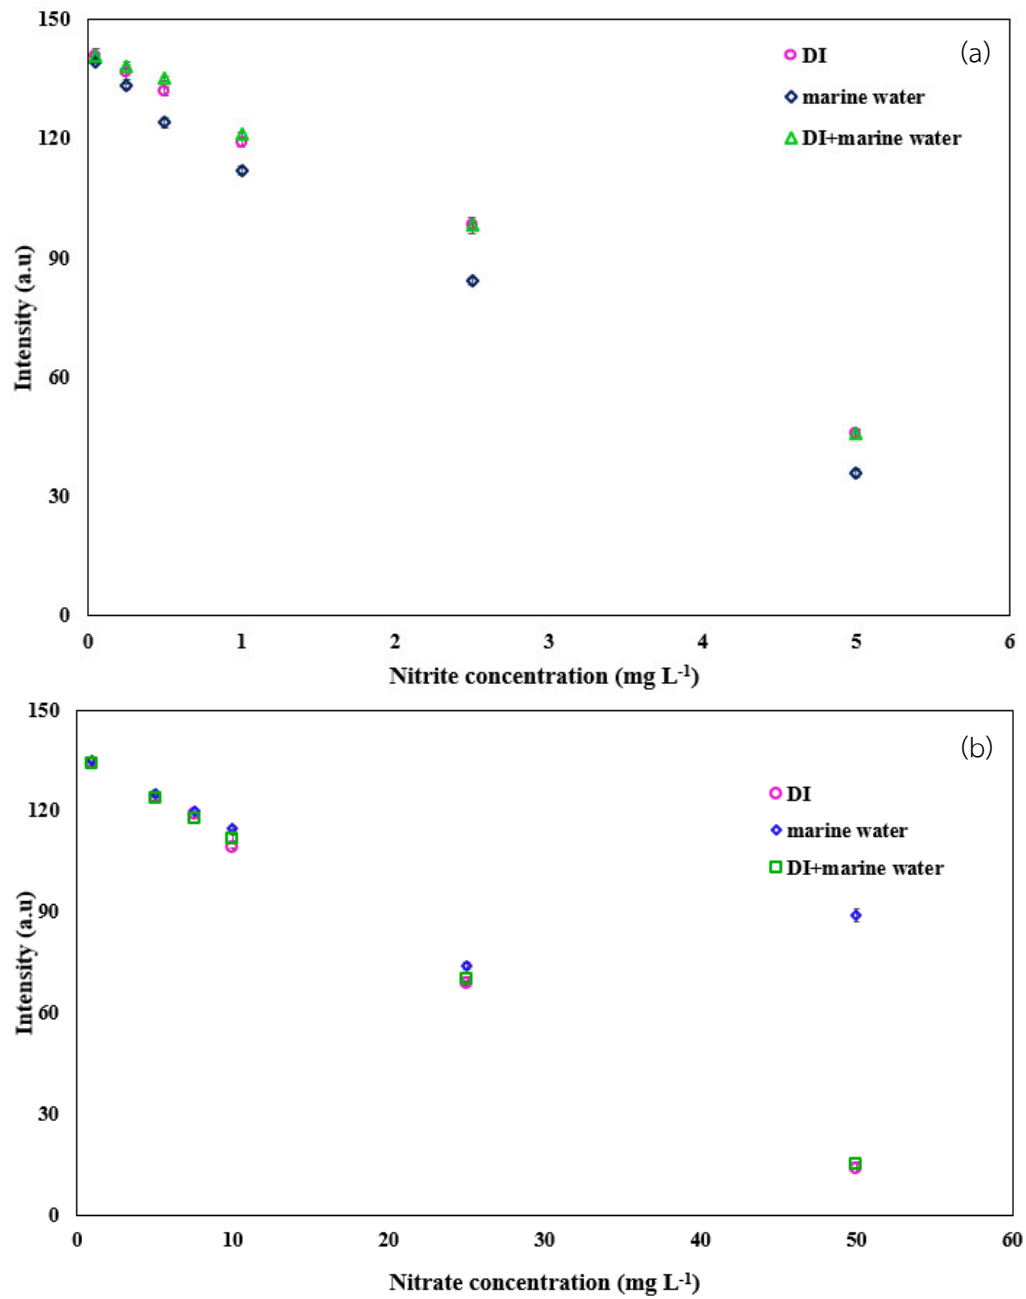 150
(a)
DI
120
marine water
DI+marine water
90
60
30
0
0 1 2 3 4 5 6
Intensity (a.u)
Nitrite concentration (mg L-1)
150
(b)
DI
120
marine water
DI+marine water
90
60
30
0
0 10 20 30 40 50 60
Intensity (a.u)
Nitrate concentration (mg L-1)